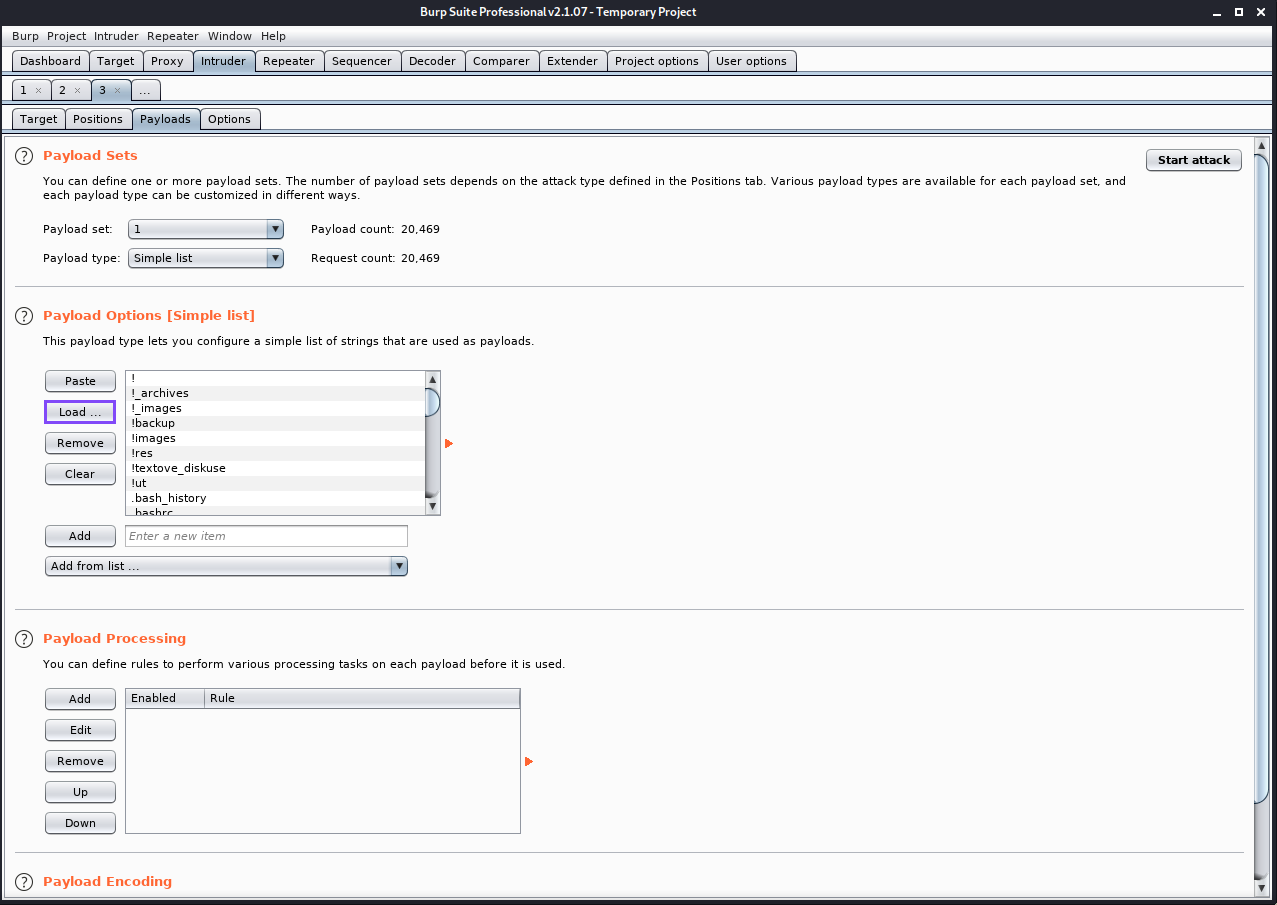 Burp Suite Professional v2.1.07 - Temporary Project
Burp Project Intruder Repeater Window Help
Dashboard Target Proxy Intruder Repeater Sequencer Decoder Comparer Extender Project options User options
1 × 2 × 3 × ...
Target Positions Payloads Options
? Payload Sets
Start attack
You can define one or more payload sets. The number of payload sets depends on the attack type defined in the Positions tab. Various payload types are available for each payload set, and
each payload type can be customized in different ways.
Payload set: 1 Payload count: 20,469
Payload type: Simple list Request count: 20,469
? Payload Options [Simple list]
This payload type lets you configure a simple list of strings that are used as payloads.
Paste
Load ...
Remove
Clear
!
!_archives
!_images
!backup
!images
!res
!textove_diskuse
!ut
.bash_history
.bashrc
Add Enter a new item
Add from list ...
? Payload Processing
You can define rules to perform various processing tasks on each payload before it is used.
Add
Edit
Remove
Up
Down
Enabled Rule
? Payload Encoding